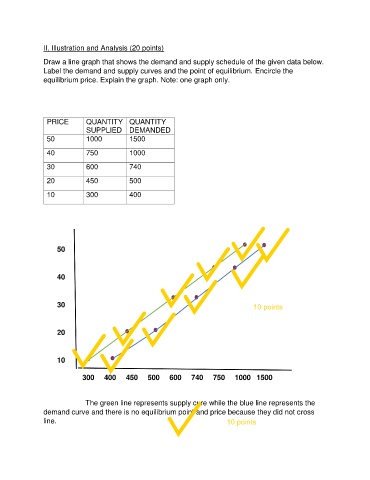 II. Illustration and Analysis (20 points)
Draw a line graph that shows the demand and supply schedule of the given data below.
Label the demand and supply curves and the point of equilibrium. Encircle the
equilibrium price. Explain the graph. Note: one graph only.
PRICE QUANTITY SUPPLIED QUANTITY DEMANDED
50 1000 1500
40 750 1000
30 600 740
20 450 500
10 300 400
50
40
30
10 points
20
10
300 400 450 500 600 740 750 1000 1500
The green line represents supply cure while the blue line represents the
demand curve and there is no equilibrium point and price because they did not cross
line.
10 points